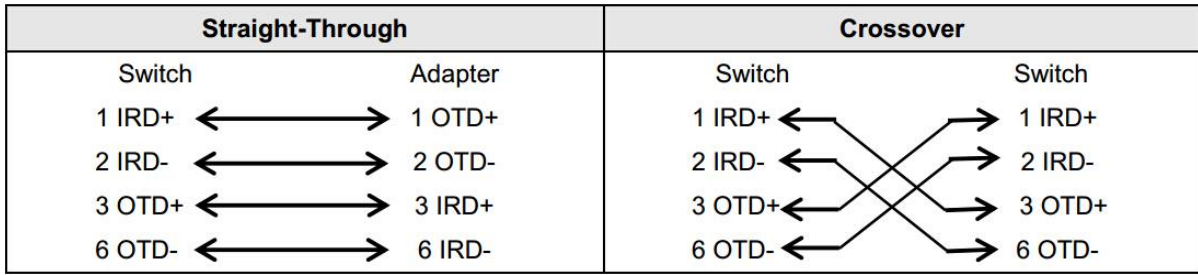 Straight-Through Crossover
Switch Adapter Switch Switch
1 IRD+ 1 OTD+ 1 IRD+ 1 IRD+
2 IRD- 2 OTD- 2 IRD- 2 IRD-
3 OTD+ 3 IRD+ 3 OTD+ 3 OTD+
6 OTD- 6 IRD- 6 OTD- 6 OTD-